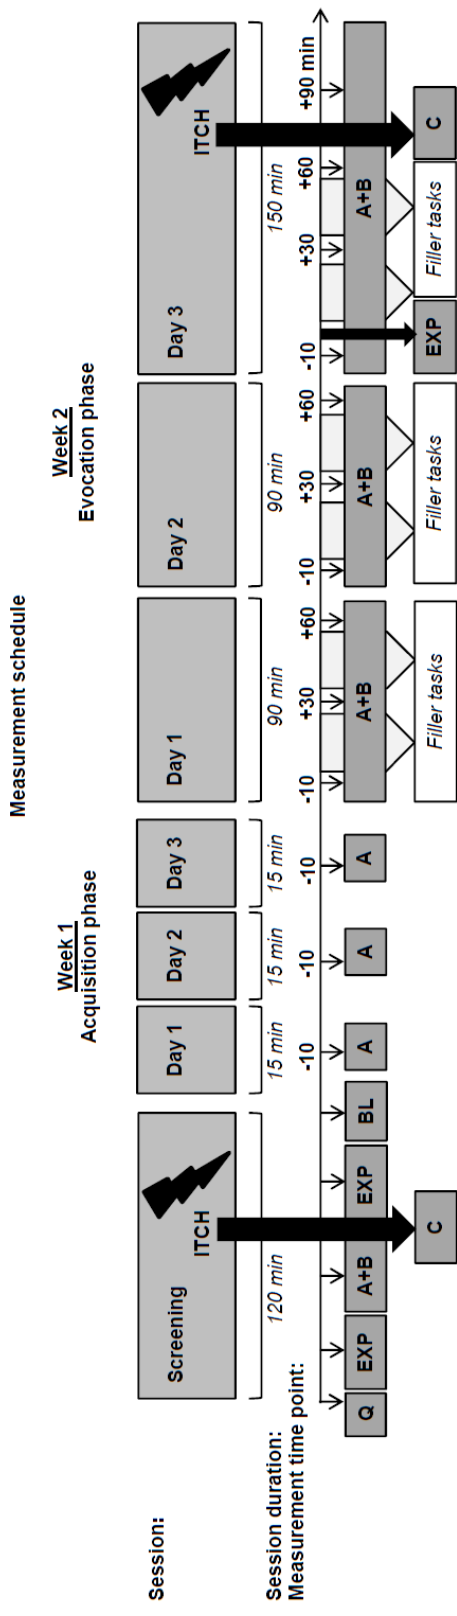 Measurement schedule
Week 1
Acquisition phase
Week 2
Evocation phase
Session:
Screening
ITCH
Day 1
Day 2
Day 3
Day 1
Day 2
Day 3
ITCH
Session duration:
120 min
15 min
15 min
15 min
90 min
90 min
150 min
Measurement time point:
-10
-10
-10
-10
+30
+60
-10
+30
+60
-10
+30
+60
+90 min
Q
EXP
A+B
EXP
BL
A
A
A
A+B
A+B
A+B
C
Filler tasks
Filler tasks
EXP
Filler tasks
C